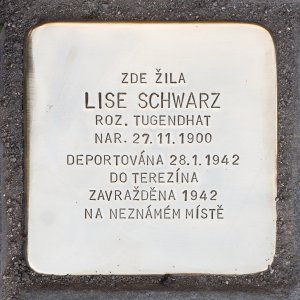 ZDE ŽILA
LISE SCHWARZ
ROZ. TUGENDHAT
NAR. 27.11.1900
DEPORTOVÁNA 28.1.1942
DO TEREZÍNA
ZAVRAŽDĚNA 1942
NA NEZNÁMÉM MÍSTĚ